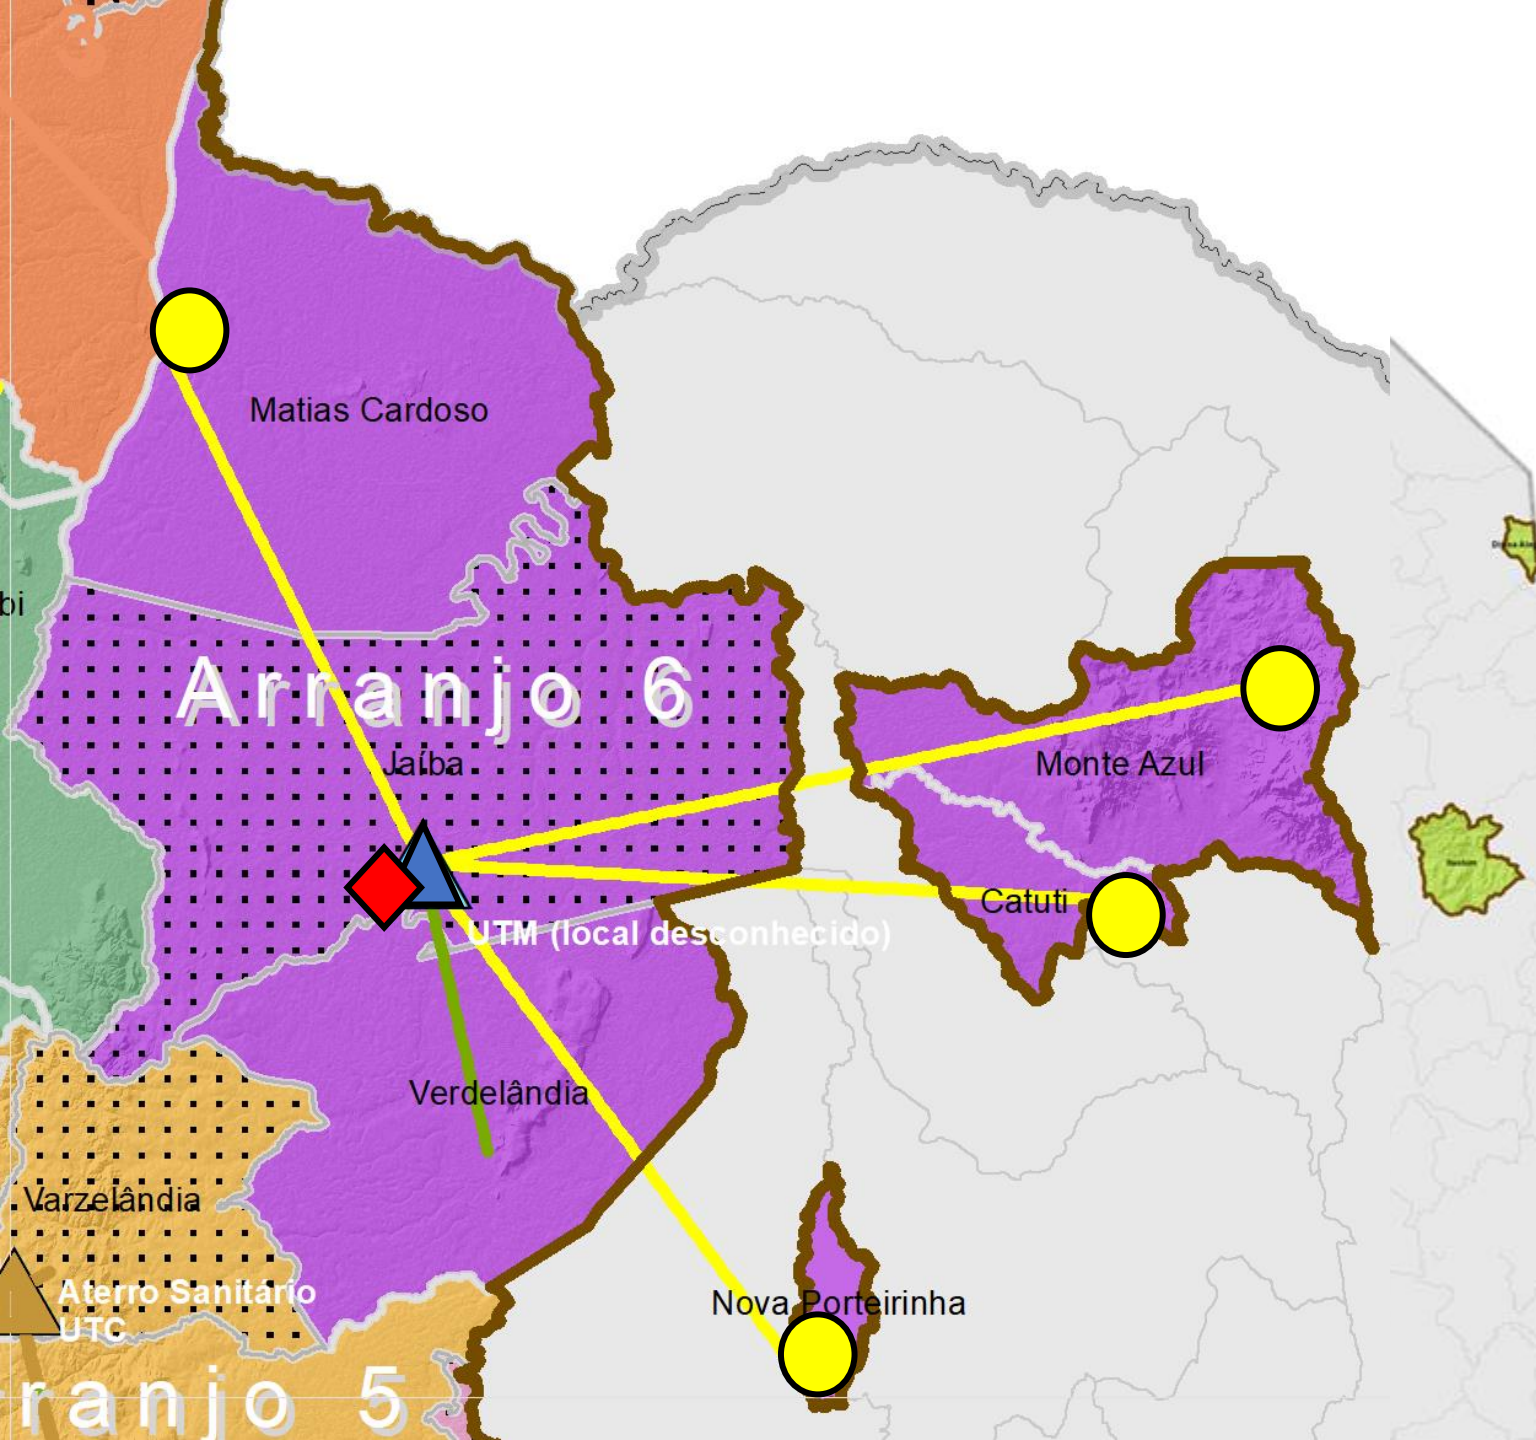 Matias Cardoso
bi
Arranjo 6
Jaíba
Monte Azul
Catuti
UTM (local desconhecido)
Verdelândia
Varzelândia
Aterro Sanitário
UTC
Nova Porteirinha
ranjo 5